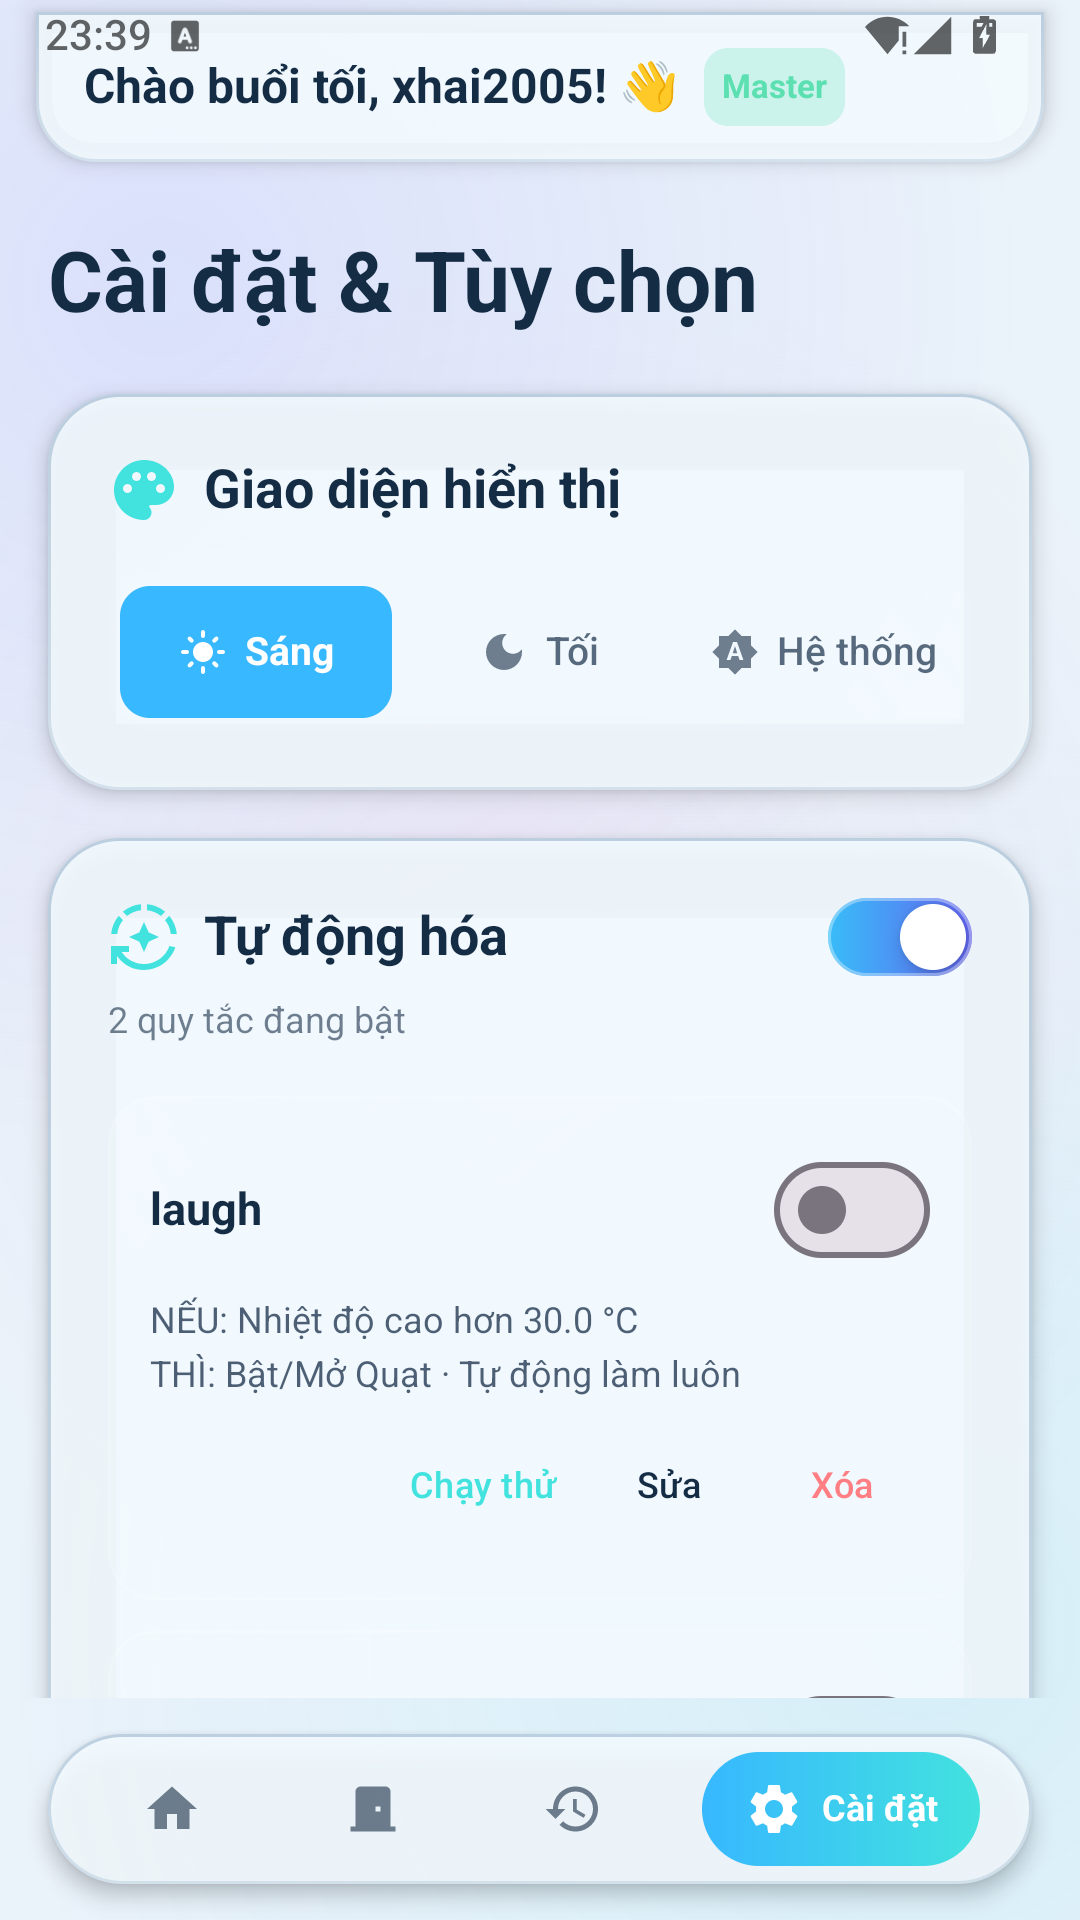 23:39
Chào buổi tối, xhai2005! 👋 Master
Cài đặt & Tùy chọn
Giao diện hiển thị
Sáng Tối Hệ thống
Tự động hóa
2 quy tắc đang bật
laugh
NẾU: Nhiệt độ cao hơn 30.0 °C
THÌ: Bật/Mở Quạt · Tự động làm luôn
Chạy thử Sửa Xóa
Cài đặt